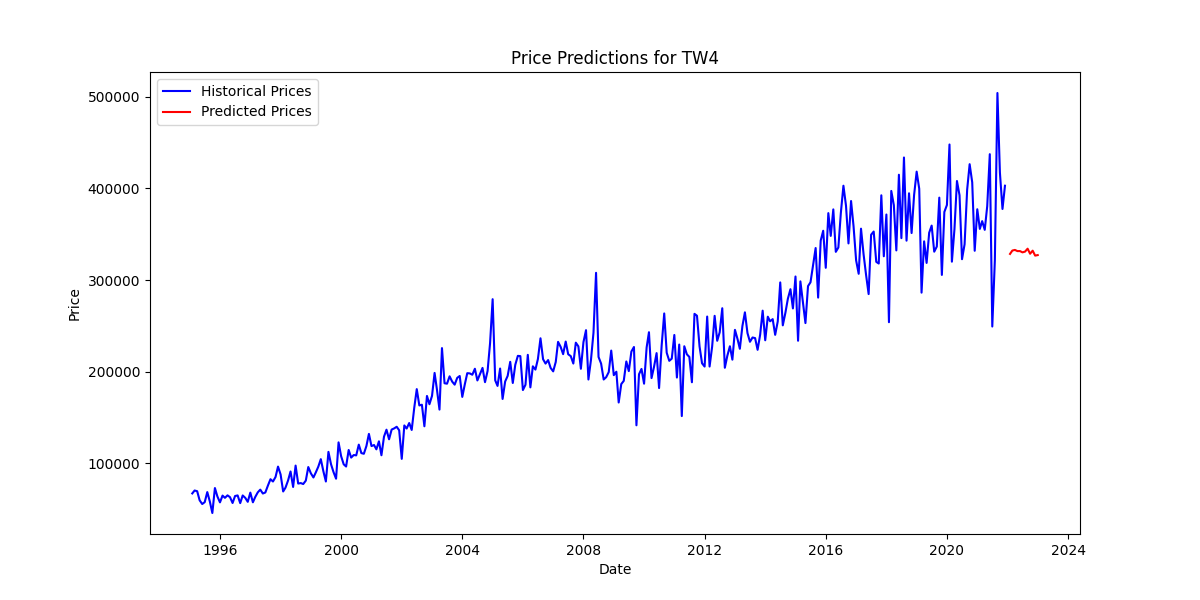 Price Predictions for TW4
Historical Prices
Predicted Prices
500000
400000
300000
200000
100000
Price
1996 2000 2004 2008 2012 2016 2020 2024
Date